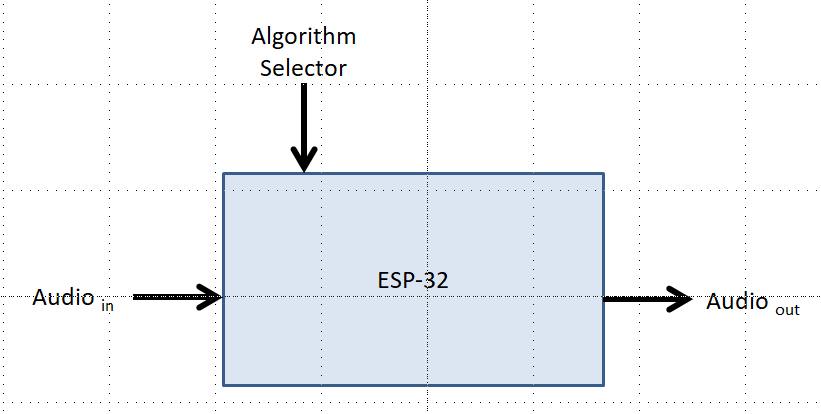 Algorithm
Selector
ESP-32
Audio in
Audio out